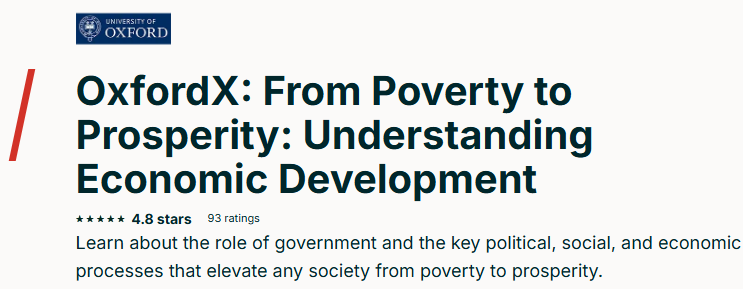 UNIVERSITY OF
OXFORD
OxfordX: From Poverty to
Prosperity: Understanding
Economic Development
★★★★★ 4.8 stars 93 ratings
Learn about the role of government and the key political, social, and economic
processes that elevate any society from poverty to prosperity.